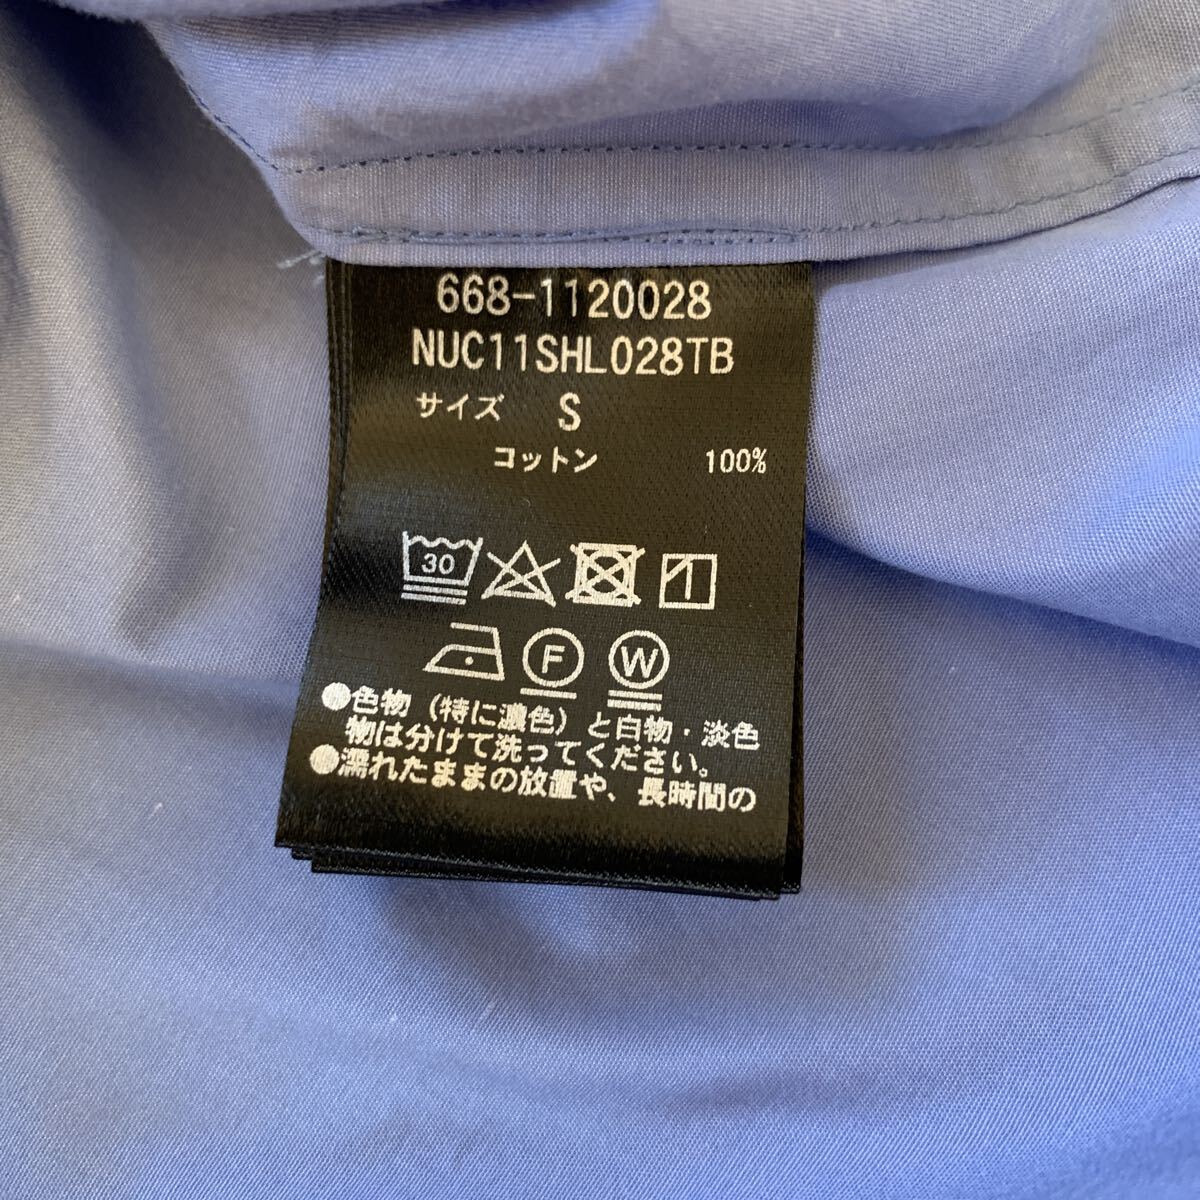 668-1120028
NUC11SHL028TB
サイズ S
コットン 100%
30
F W
●色物（特に濃色）と白物・淡色
物は分けて洗ってください。
●濡れたままの放置や、長時間の